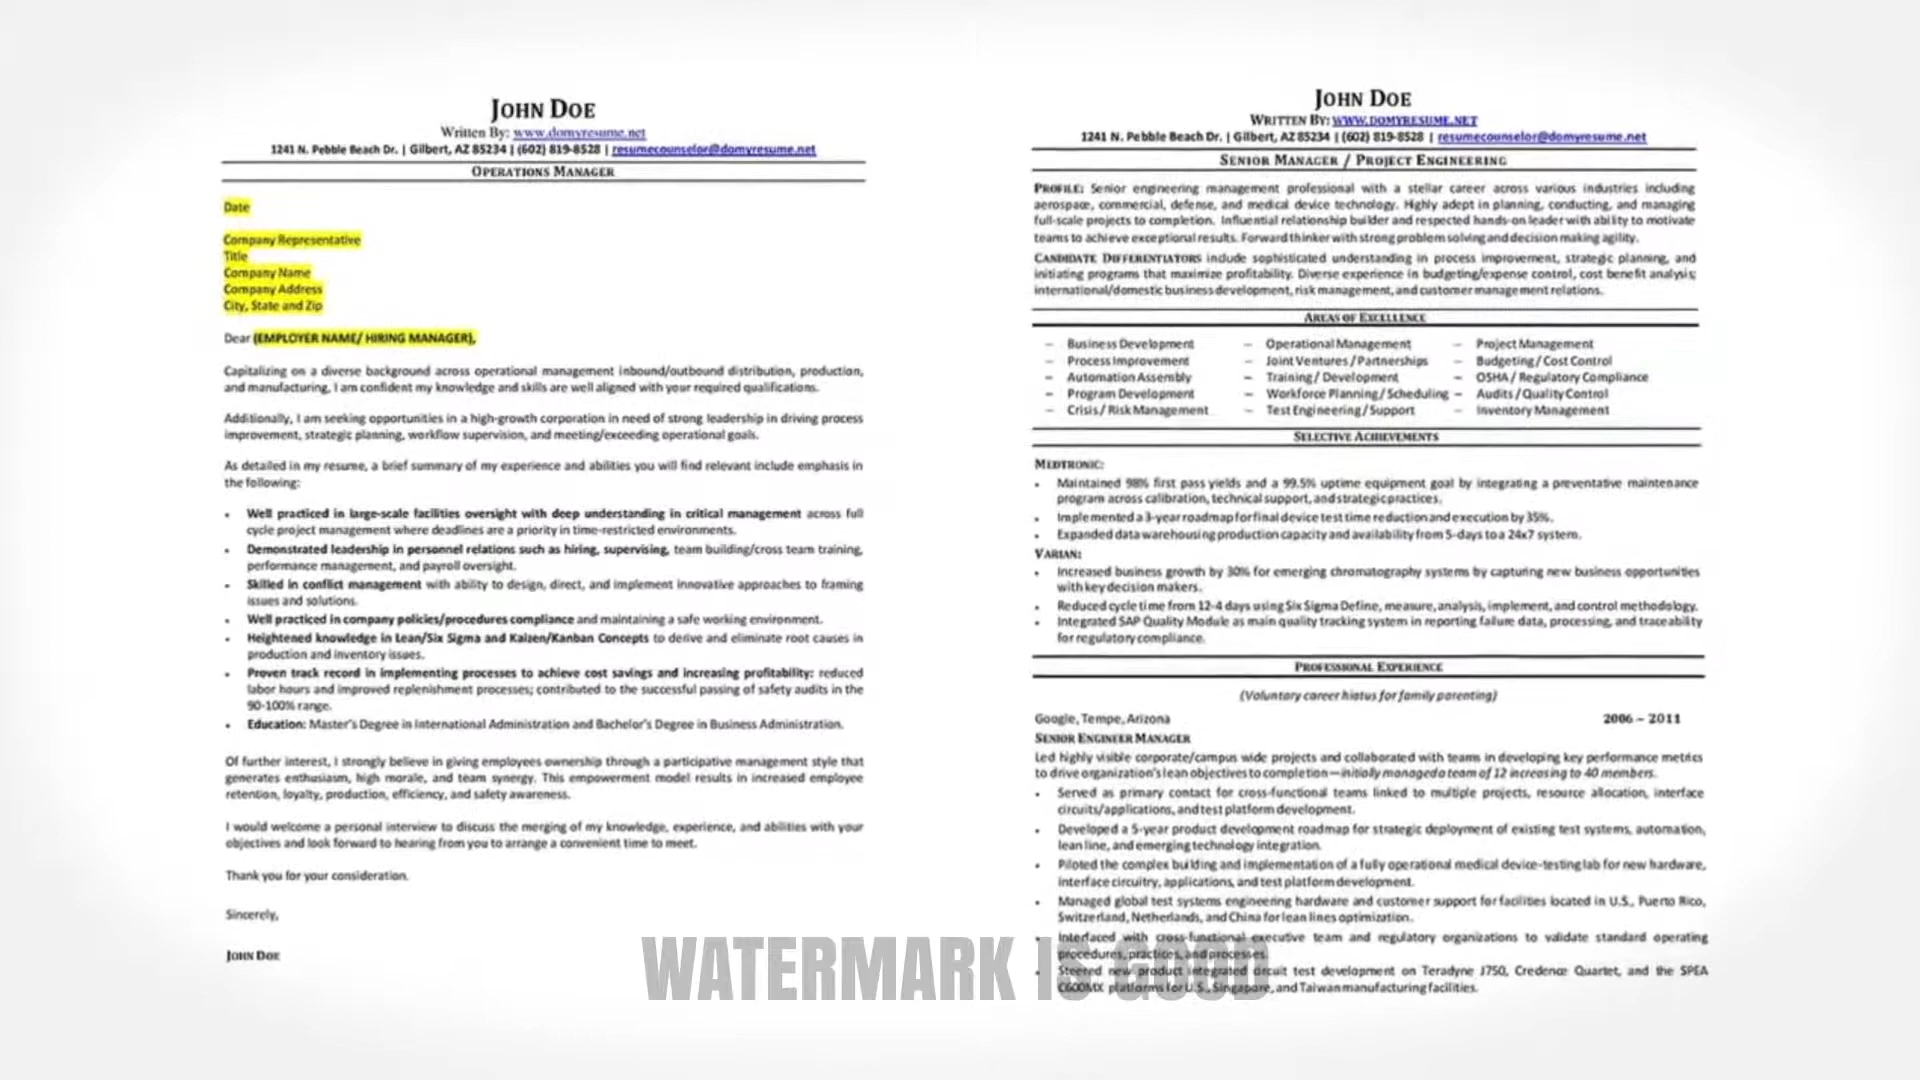 JOHN DOE
Written By: www.domyresume.net
1241 N. Pebble Beach Dr. | Gilbert, AZ 85234 | (602) 819-8528 | resumecounselor@domyresume.net
OPERATIONS MANAGER
Date
Company Representative
Title
Company Name
Company Address
City, State and Zip
Dear (EMPLOYER NAME/ HIRING MANAGER),
Capitalizing on a diverse background across operational management inbound/outbound distribution, production,
and manufacturing, I am confident my knowledge and skills are well aligned with your required qualifications.
Additionally, I am seeking opportunities in a high-growth corporation in need of strong leadership in driving process
improvement, strategic planning, workflow supervision, and meeting/exceeding operational goals.
As detailed in my resume, a brief summary of my experience and abilities you will find relevant include emphasis in
the following:
• Well practiced in large-scale facilities oversight with deep understanding in critical management across full
cycle project management where deadlines are a priority in time-restricted environments.
• Demonstrated leadership in personnel relations such as hiring, supervising, team building/cross team training,
performance management, and payroll oversight.
• Skilled in conflict management with ability to design, direct, and implement innovative approaches to framing
issues and solutions.
• Well practiced in company policies/procedures compliance and maintaining a safe working environment.
• Heightened knowledge in Lean/Six Sigma and Kaizen/Kanban Concepts to derive and eliminate root causes in
production and inventory issues.
• Proven track record in implementing processes to achieve cost savings and increasing profitability: reduced
labor hours and improved replenishment processes; contributed to the successful passing of safety audits in the
90-100% range.
• Education: Master's Degree in International Administration and Bachelor's Degree in Business Administration.
Of further interest, I strongly believe in giving employees ownership through a participative management style that
generates enthusiasm, high morale, and team synergy. This empowerment model results in increased employee
retention, loyalty, production, efficiency, and safety awareness.
I would welcome a personal interview to discuss the merging of my knowledge, experience, and abilities with your
objectives and look forward to hearing from you to arrange a convenient time to meet.
Thank you for your consideration.
Sincerely,
JOHN DOE
JOHN DOE
WRITTEN BY: WWW.DOMYRESUME.NET
1241 N. Pebble Beach Dr. | Gilbert, AZ 85234 | (602) 819-8528 | resumecounselor@domyresume.net
SENIOR MANAGER / PROJECT ENGINEERING
PROFILE: Senior engineering management professional with a stellar career across various industries including
aerospace, commercial, defense, and medical device technology. Highly adept in planning, conducting, and managing
full-scale projects to completion. Influential relationship builder and respected hands-on leader with ability to motivate
teams to achieve exceptional results. Forward thinker with strong problem solving and decision making agility.
CANDIDATE DIFFERENTIATORS include sophisticated understanding in process improvement, strategic planning, and
initiating programs that maximize profitability. Diverse experience in budgeting/expense control, cost benefit analysis;
international/domestic business development, risk management, and customer management relations.
AREAS OF EXCELLENCE
– Business Development – Operational Management – Project Management
– Process Improvement – Joint Ventures / Partnerships – Budgeting / Cost Control
– Automation Assembly – Training / Development – OSHA / Regulatory Compliance
– Program Development – Workforce Planning / Scheduling – Audits / Quality Control
– Crisis / Risk Management – Test Engineering / Support – Inventory Management
SELECTIVE ACHIEVEMENTS
MEDTRONIC:
• Maintained 98% first pass yields and a 99.5% uptime equipment goal by integrating a preventative maintenance
program across calibration, technical support, and strategic practices.
• Implemented a 3-year roadmap for final device test time reduction and execution by 35%.
• Expanded data warehousing production capacity and availability from 5-days to a 24x7 system.
VARIAN:
• Increased business growth by 30% for emerging chromatography systems by capturing new business opportunities
with key decision makers.
• Reduced cycle time from 12-4 days using Six Sigma Define, measure, analysis, implement, and control methodology.
• Integrated SAP Quality Module as main quality tracking system in reporting failure data, processing, and traceability
for regulatory compliance.
PROFESSIONAL EXPERIENCE
(Voluntary career hiatus for family parenting)
Google, Tempe, Arizona 2006 – 2011
SENIOR ENGINEER MANAGER
Led highly visible corporate/campus wide projects and collaborated with teams in developing key performance metrics
to drive organization's lean objectives to completion—initially managed a team of 12 increasing to 40 members.
• Served as primary contact for cross-functional teams linked to multiple projects, resource allocation, interface
circuits/applications, and test platform development.
• Developed a 5-year product development roadmap for strategic deployment of existing test systems, automation,
lean line, and emerging technology integration.
• Piloted the complex building and implementation of a fully operational medical device-testing lab for new hardware,
interface circuitry, applications, and test platform development.
• Managed global test systems engineering hardware and customer support for facilities located in U.S., Puerto Rico,
Switzerland, Netherlands, and China for lean lines optimization.
• Interfaced with cross-functional executive team and regulatory organizations to validate standard operating
procedures, practices, and processes.
• Steered new product integrated circuit test development on Teradyne J750, Credence Quartet, and the SPEA
C600MX platforms for U.S., Singapore, and Taiwan manufacturing facilities.
WATERMARK IS GOOD